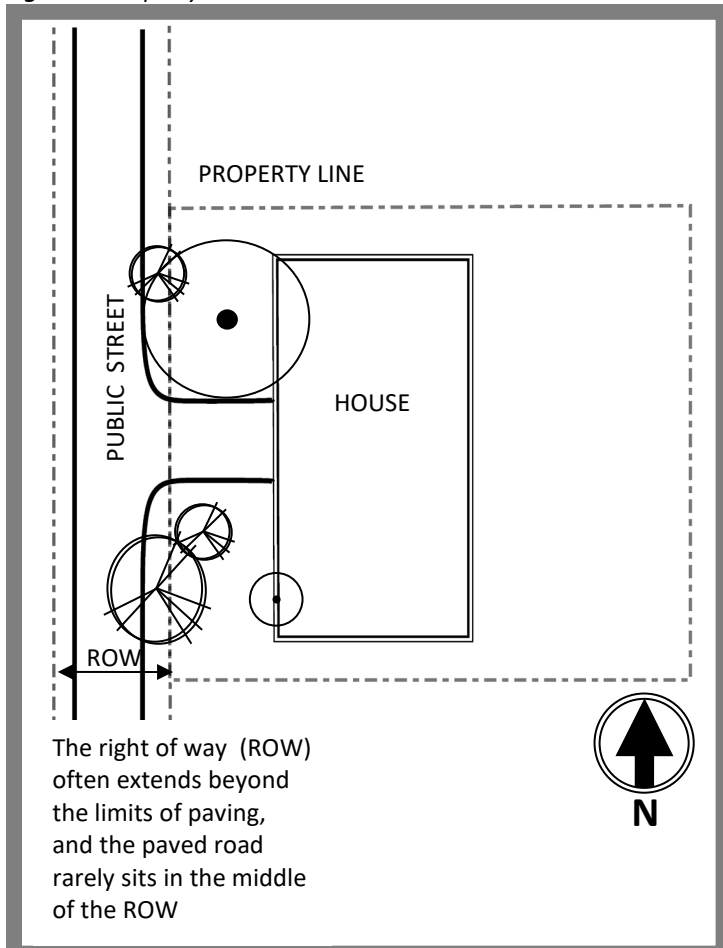 PROPERTY LINE
PUBLIC STREET
HOUSE
ROW
The right of way (ROW)
often extends beyond
the limits of paving,
and the paved road
rarely sits in the middle
of the ROW
N